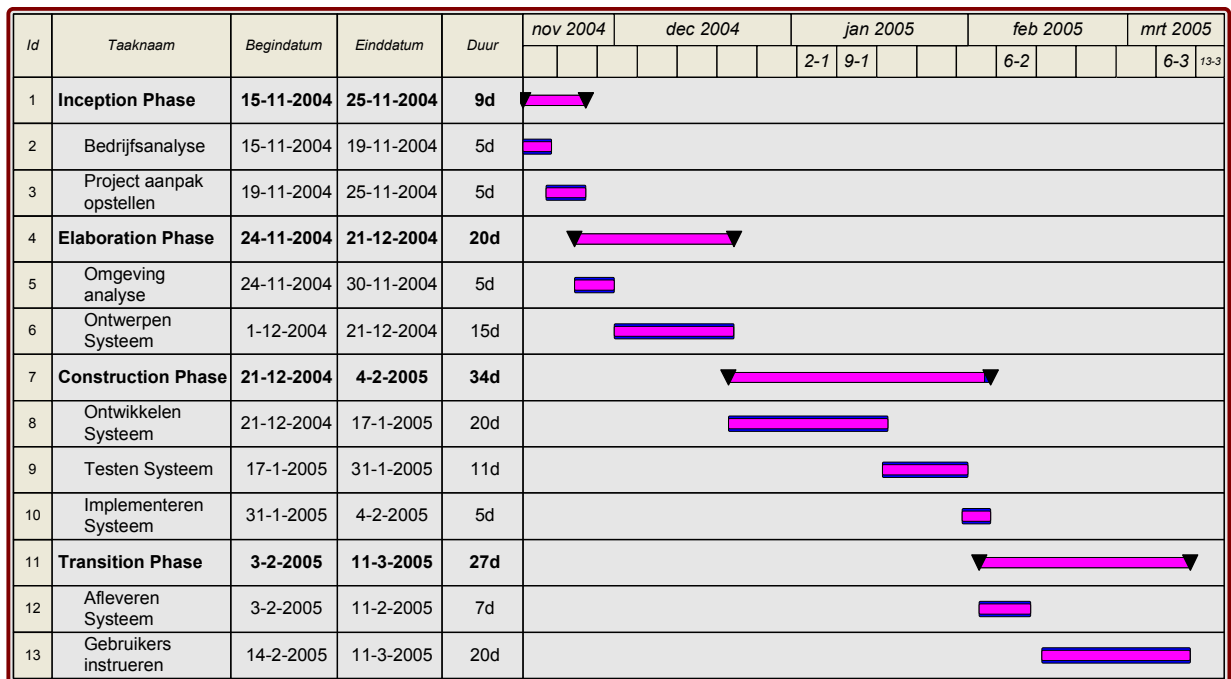 Id Taaknaam Begindatum Einddatum Duur nov 2004 dec 2004 jan 2005 feb 2005 mrt 2005
2-1 9-1 6-2 6-3 13-3
1 Inception Phase 15-11-2004 25-11-2004 9d
2 Bedrijfsanalyse 15-11-2004 19-11-2004 5d
3 Project aanpak
opstellen 19-11-2004 25-11-2004 5d
4 Elaboration Phase 24-11-2004 21-12-2004 20d
5 Omgeving
analyse 24-11-2004 30-11-2004 5d
6 Ontwerpen
Systeem 1-12-2004 21-12-2004 15d
7 Construction Phase 21-12-2004 4-2-2005 34d
8 Ontwikkelen
Systeem 21-12-2004 17-1-2005 20d
9 Testen Systeem 17-1-2005 31-1-2005 11d
10 Implementeren
Systeem 31-1-2005 4-2-2005 5d
11 Transition Phase 3-2-2005 11-3-2005 27d
12 Afleveren
Systeem 3-2-2005 11-2-2005 7d
13 Gebruikers
instrueren 14-2-2005 11-3-2005 20d